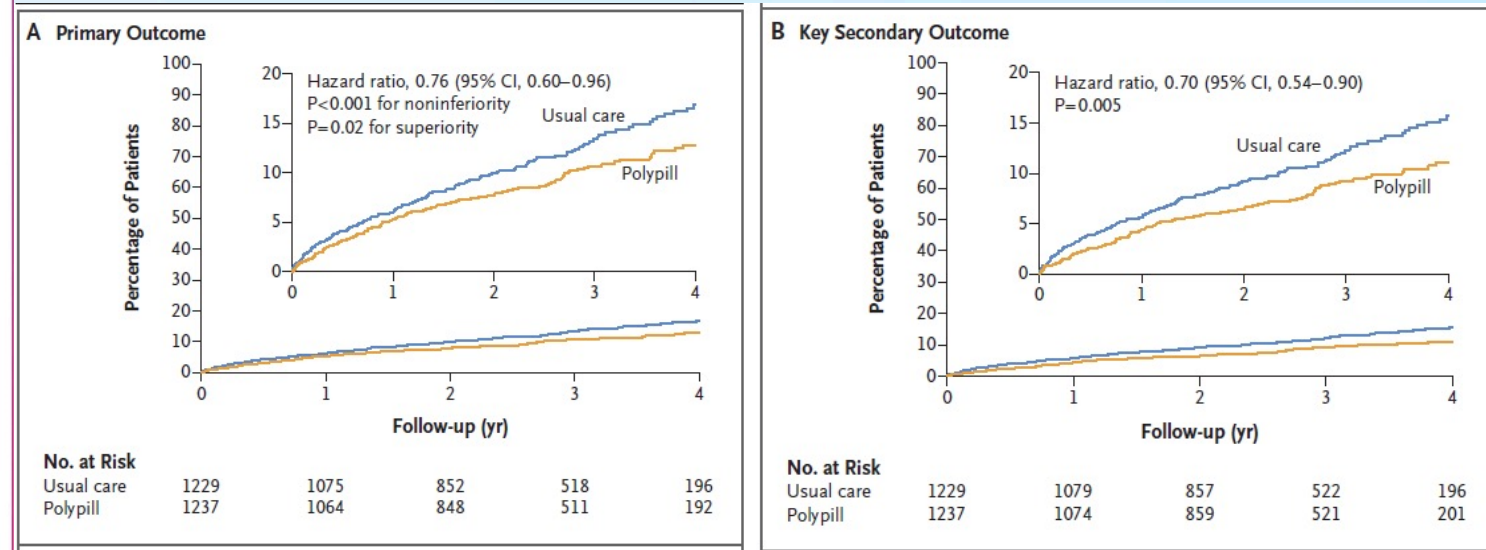 A Primary Outcome
Percentage of Patients
100
90
80
70
60
50
40
30
20
10
0
20
15
10
5
0
Hazard ratio, 0.76 (95% CI, 0.60–0.96)
P<0.001 for noninferiority
P=0.02 for superiority
Usual care
Polypill
0 1 2 3 4
0 1 2 3 4
Follow-up (yr)
No. at Risk
Usual care 1229 1075 852 518 196
Polypill 1237 1064 848 511 192
B Key Secondary Outcome
Percentage of Patients
100
90
80
70
60
50
40
30
20
10
0
20
15
10
5
0
Hazard ratio, 0.70 (95% CI, 0.54–0.90)
P=0.005
Usual care
Polypill
0 1 2 3 4
0 1 2 3 4
Follow-up (yr)
No. at Risk
Usual care 1229 1079 857 522 196
Polypill 1237 1074 859 521 201